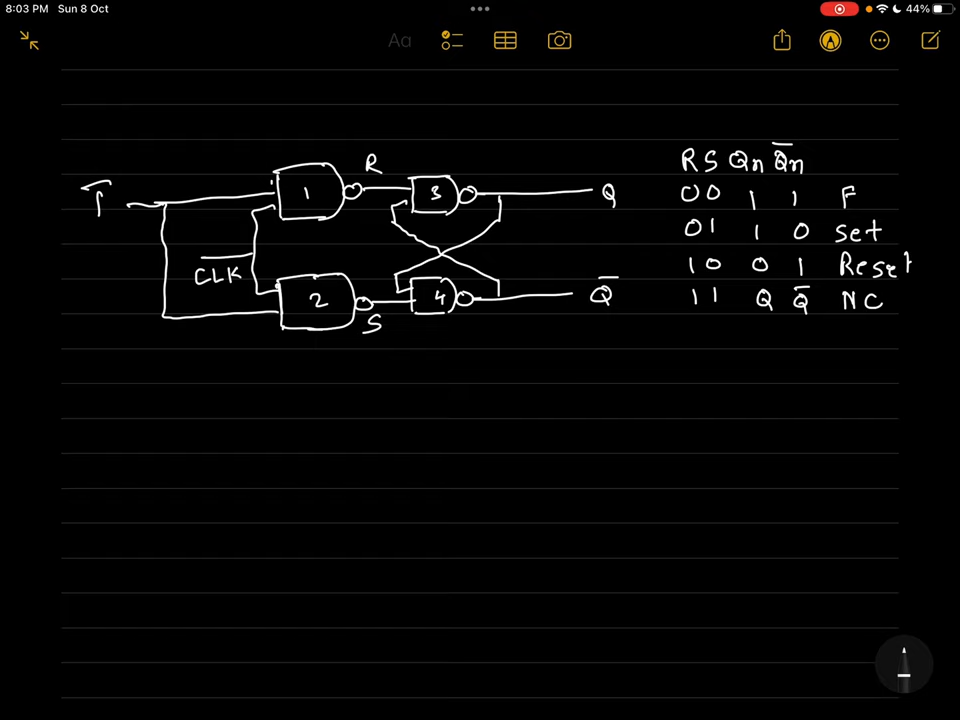 8:03 PM Sun 8 Oct
44%
Aa
R S Qn Q̅n
T 1 R 3 Q 0 0 1 1 F
0 1 1 0 Set
C̅L̅K̅ 1 0 0 1 Reset
2 S 4 Q̅ 1 1 Q Q̅ NC